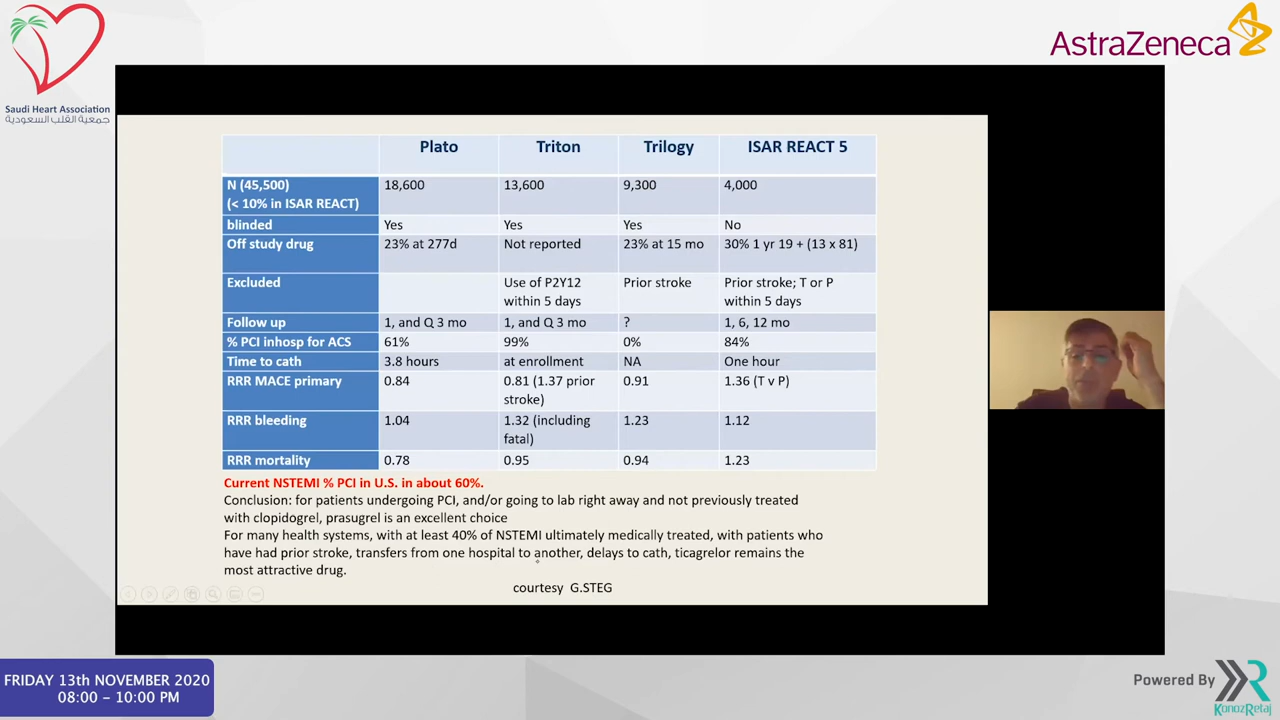 Saudi Heart Association
جمعية القلب السعودية
AstraZeneca
Plato Triton Trilogy ISAR REACT 5
N (45,500) 18,600 13,600 9,300 4,000
(< 10% in ISAR REACT)
blinded Yes Yes Yes No
Off study drug 23% at 277d Not reported 23% at 15 mo 30% 1 yr 19 + (13 x 81)
Excluded Use of P2Y12 Prior stroke Prior stroke; T or P
within 5 days within 5 days
Follow up 1, and Q 3 mo 1, and Q 3 mo ? 1, 6, 12 mo
% PCI inhosp for ACS 61% 99% 0% 84%
Time to cath 3.8 hours at enrollment NA One hour
RRR MACE primary 0.84 0.81 (1.37 prior 0.91 1.36 (T v P)
stroke)
RRR bleeding 1.04 1.32 (including 1.23 1.12
fatal)
RRR mortality 0.78 0.95 0.94 1.23
Current NSTEMI % PCI in U.S. in about 60%.
Conclusion: for patients undergoing PCI, and/or going to lab right away and not previously treated
with clopidogrel, prasugrel is an excellent choice
For many health systems, with at least 40% of NSTEMI ultimately medically treated, with patients who
have had prior stroke, transfers from one hospital to another, delays to cath, ticagrelor remains the
most attractive drug.
courtesy G.STEG
FRIDAY 13th NOVEMBER 2020
08:00 – 10:00 PM
Powered By
KonozRetaj